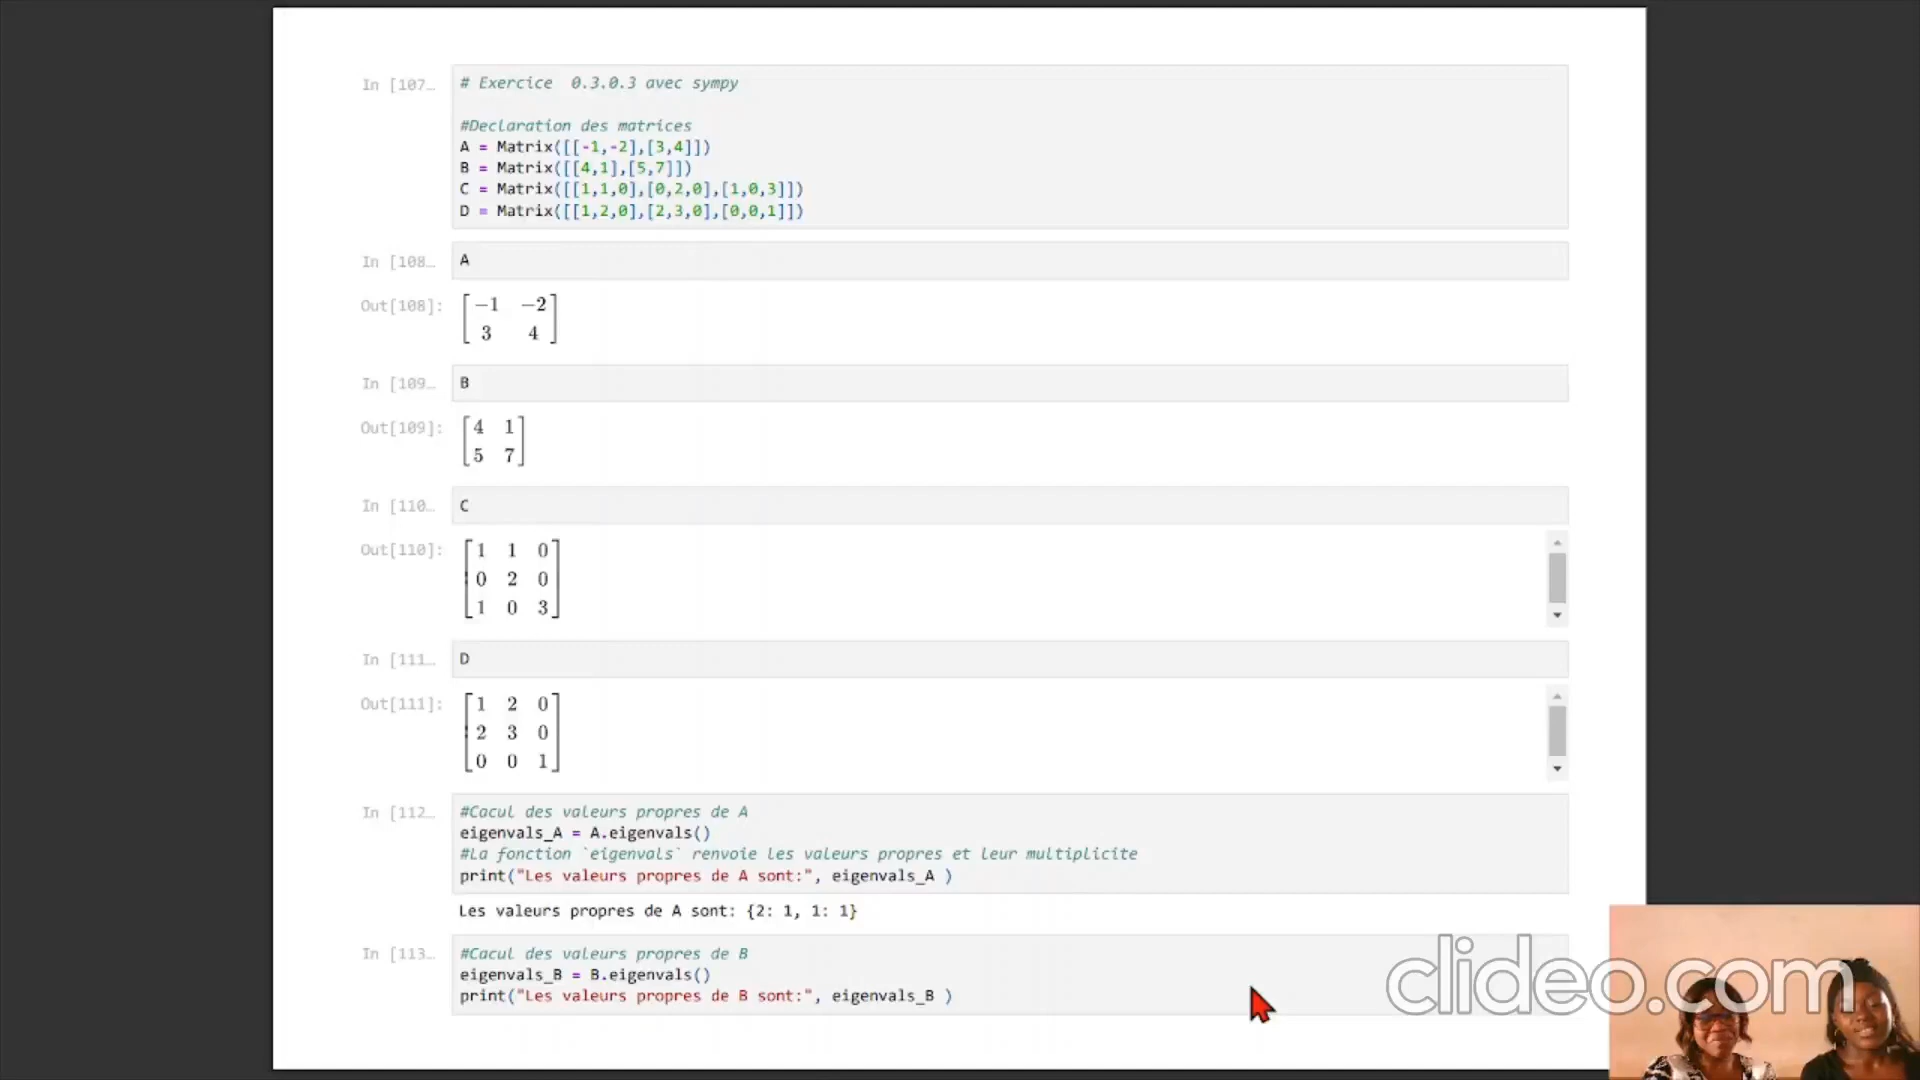 In [107…
# Exercice  0.3.0.3 avec sympy
#Declaration des matrices
A = Matrix([[-1,-2],[3,4]])
B = Matrix([[4,1],[5,7]])
C = Matrix([[1,1,0],[0,2,0],[1,0,3]])
D = Matrix([[1,2,0],[2,3,0],[0,0,1]])
In [108… A
Out[108]:
−1 −2
3 4
In [109… B
Out[109]:
4 1
5 7
In [110… C
Out[110]:
1 1 0
0 2 0
1 0 3
In [111… D
Out[111]:
1 2 0
2 3 0
0 0 1
In [112…
#Cacul des valeurs propres de A
eigenvals_A = A.eigenvals()
#La fonction `eigenvals` renvoie les valeurs propres et leur multiplicite
print("Les valeurs propres de A sont:", eigenvals_A )
Les valeurs propres de A sont: {2: 1, 1: 1}
In [113…
#Cacul des valeurs propres de B
eigenvals_B = B.eigenvals()
print("Les valeurs propres de B sont:", eigenvals_B )
clideo.com